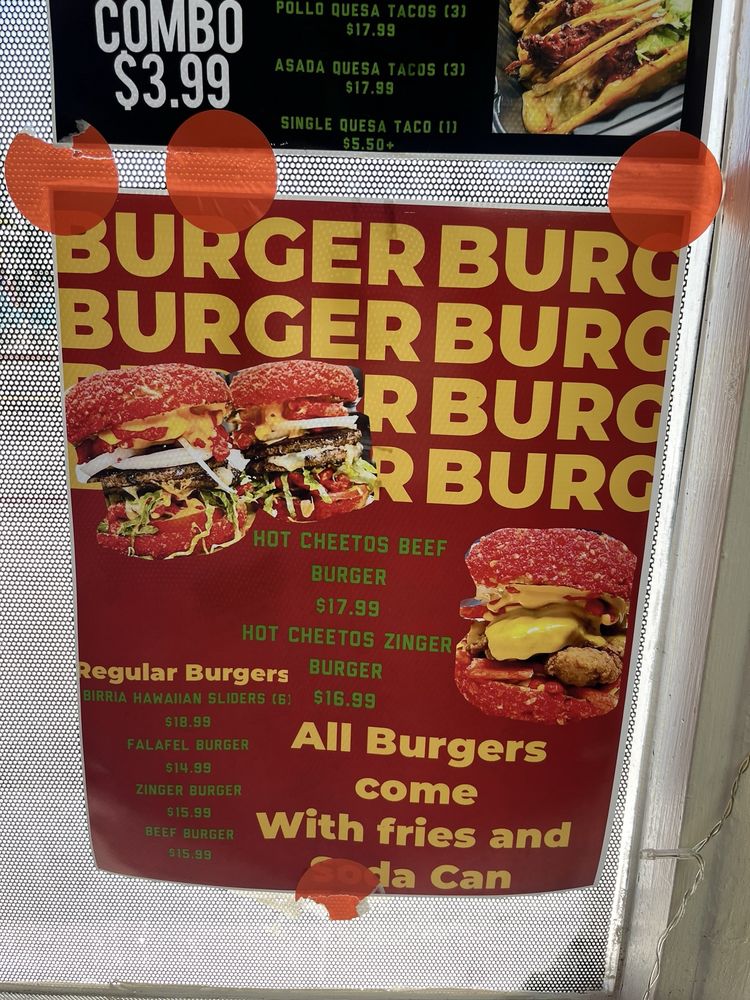 COMBO
$3.99
POLLO QUESA TACOS (3)
$17.99
ASADA QUESA TACOS (3)
$17.99
SINGLE QUESA TACO (1)
$5.50+
BURGER BURG
BURGER BURG
R BURG
R BURG
HOT CHEETOS BEEF
BURGER
$17.99
HOT CHEETOS ZINGER
BURGER
$16.99
Regular Burgers
BIRRIA HAWAIIAN SLIDERS (6)
$18.99
FALAFEL BURGER
$14.99
ZINGER BURGER
$15.99
BEEF BURGER
$15.99
All Burgers
come
With fries and
Soda Can